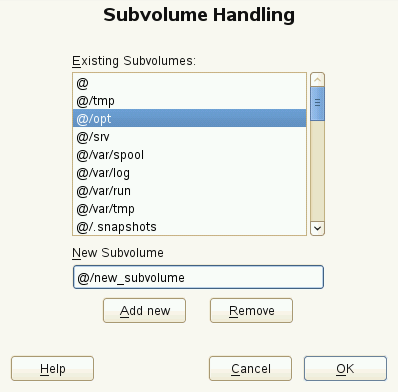 Subvolume Handling
Existing Subvolumes:
@
@/tmp
@/opt
@/srv
@/var/spool
@/var/log
@/var/run
@/var/tmp
@/.snapshots
New Subvolume
@/new_subvolume
Add new Remove
Help Cancel OK